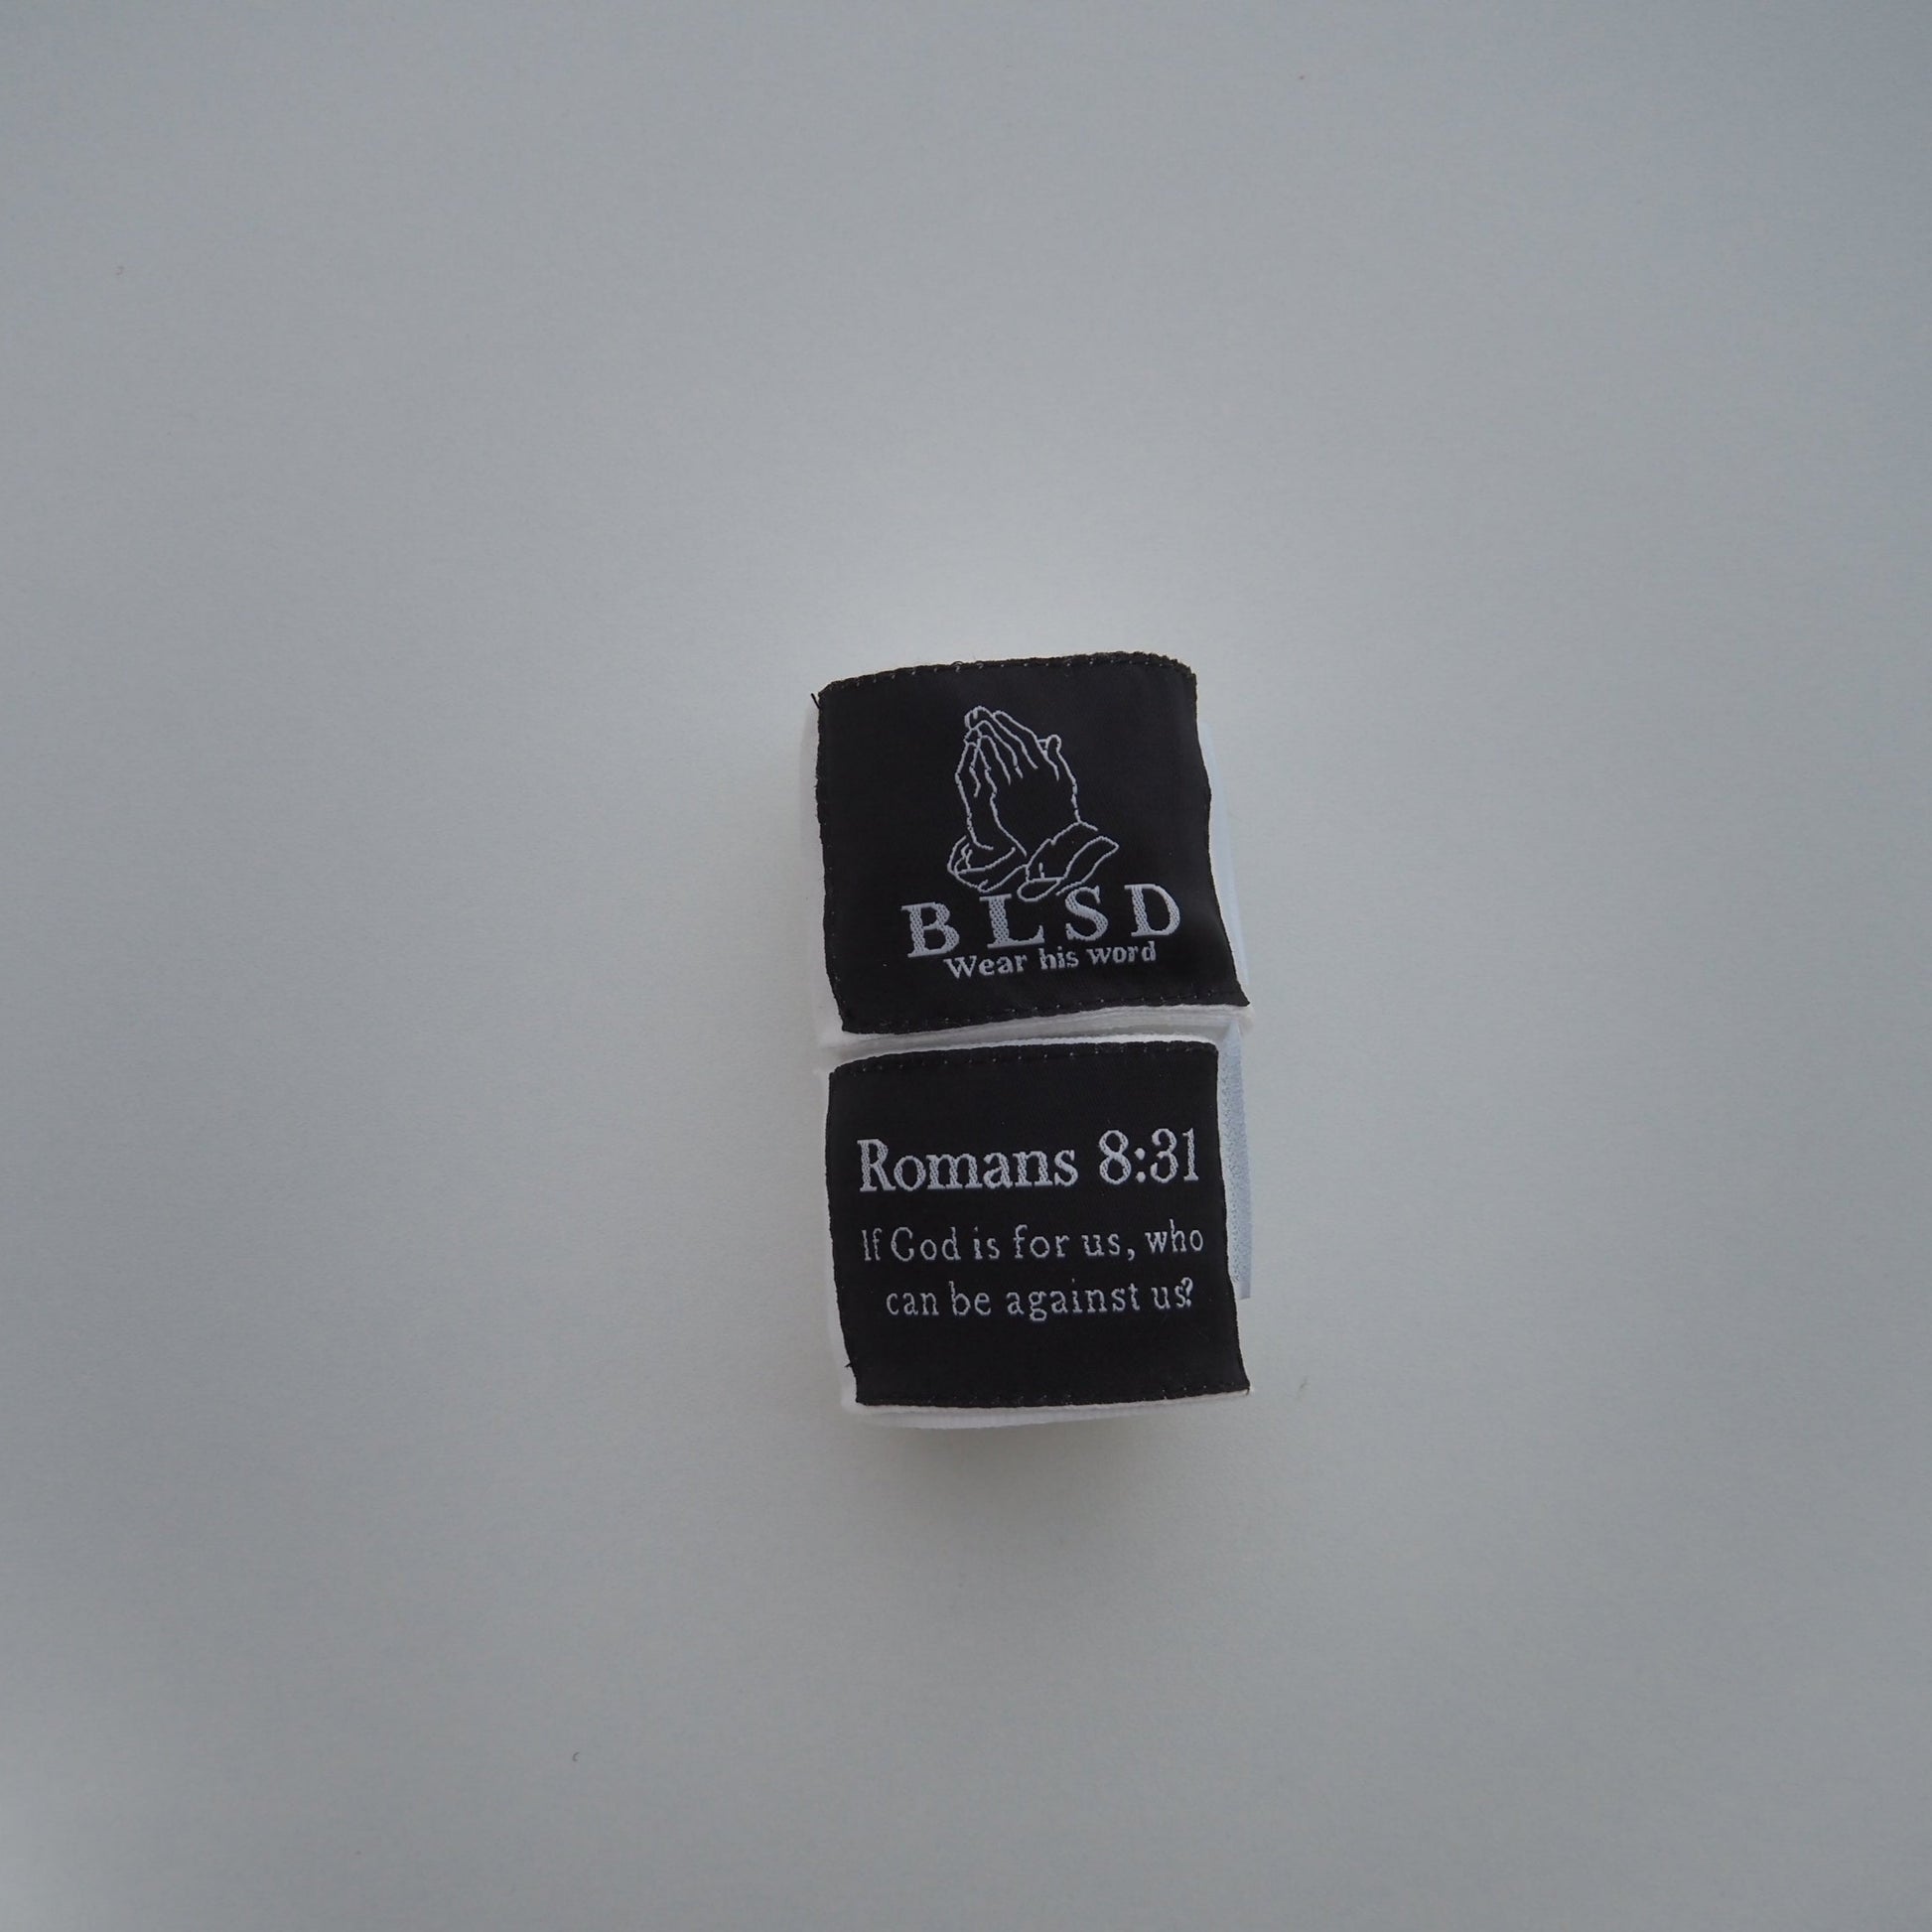 BLSD
Wear his word
Romans 8:31
If God is for us, who
can be against us?